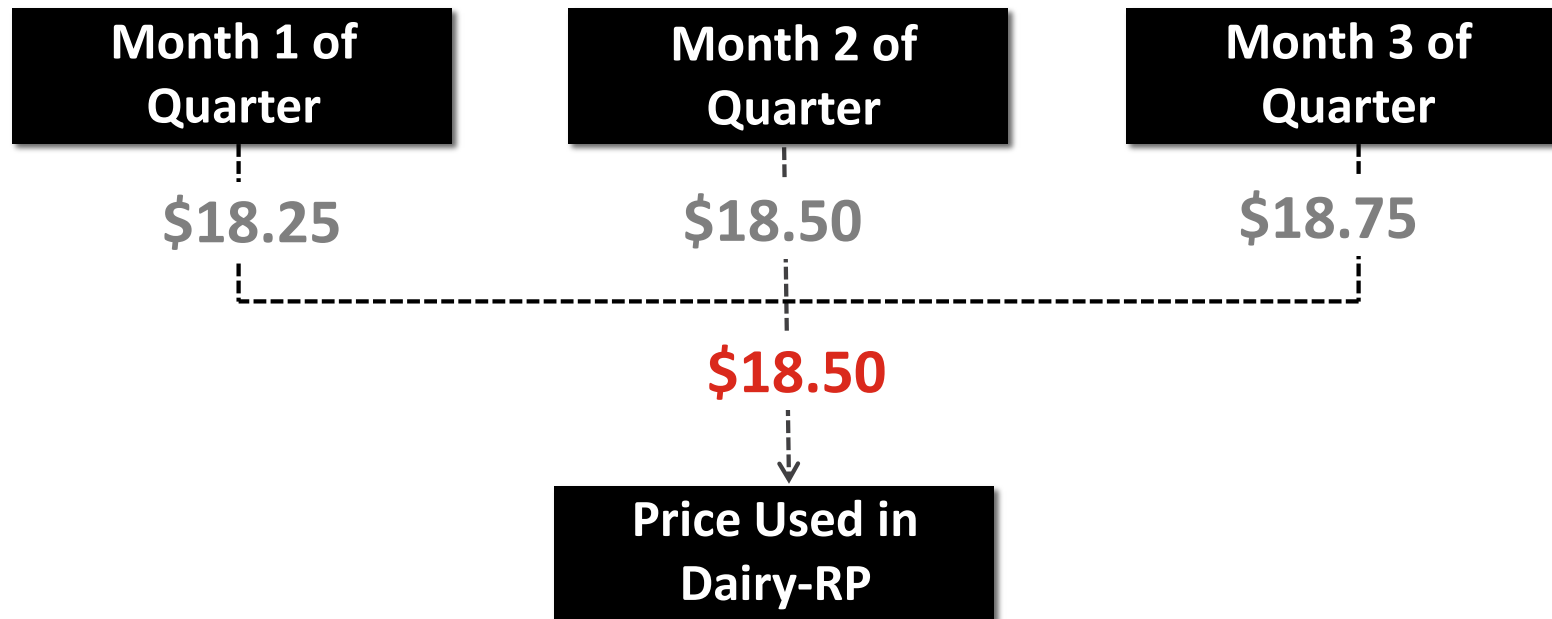 Month 1 of
Quarter
Month 2 of
Quarter
Month 3 of
Quarter
$18.25
$18.50
$18.75
$18.50
Price Used in
Dairy-RP